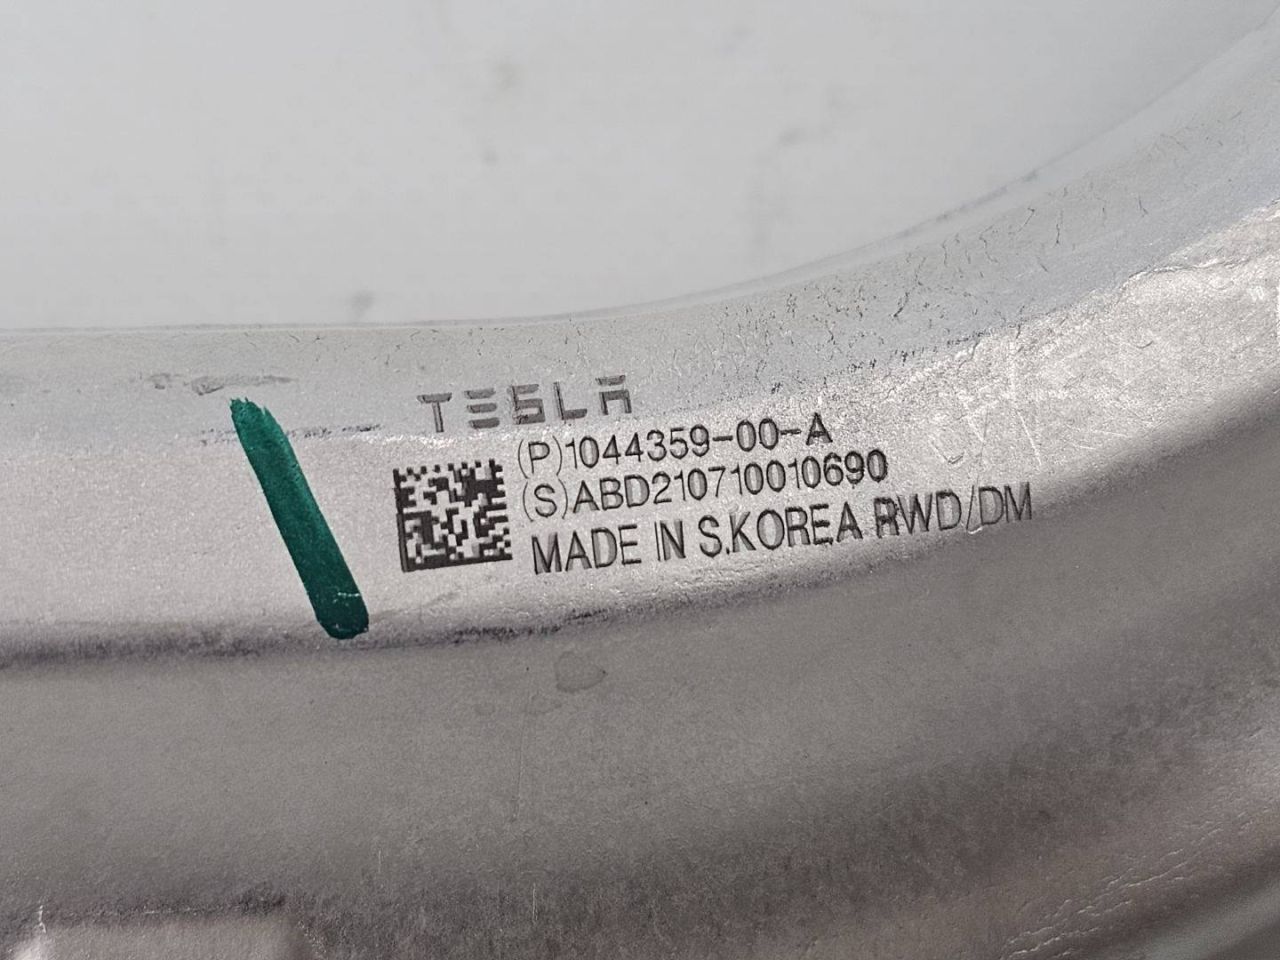 TESLA
(P)1044359-00-A
(S)ABD210710010690
MADE IN S.KOREA RWD/DM